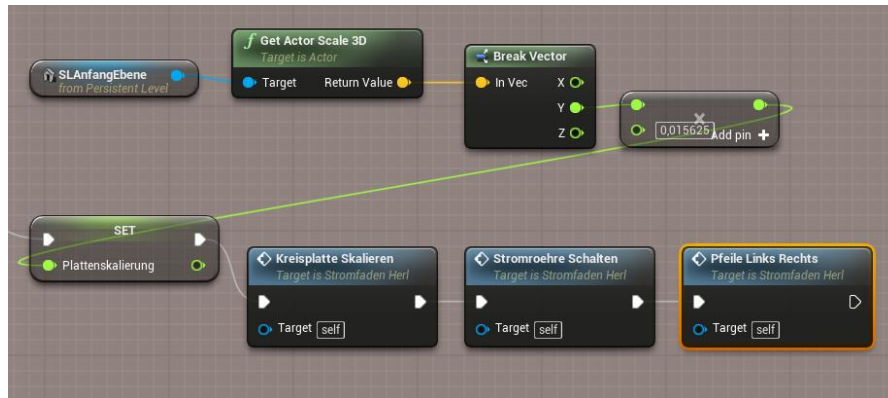 SLAnfangEbene
from Persistent Level
f Get Actor Scale 3D
Target is Actor
Target Return Value
Break Vector
In Vec X
Y
Z
0,015625 Add pin +
SET
Plattenskalierung
Kreisplatte Skalieren
Target is Stromfaden Herl
Target self
Stromroehre Schalten
Target is Stromfaden Herl
Target self
Pfeile Links Rechts
Target is Stromfaden Herl
Target self